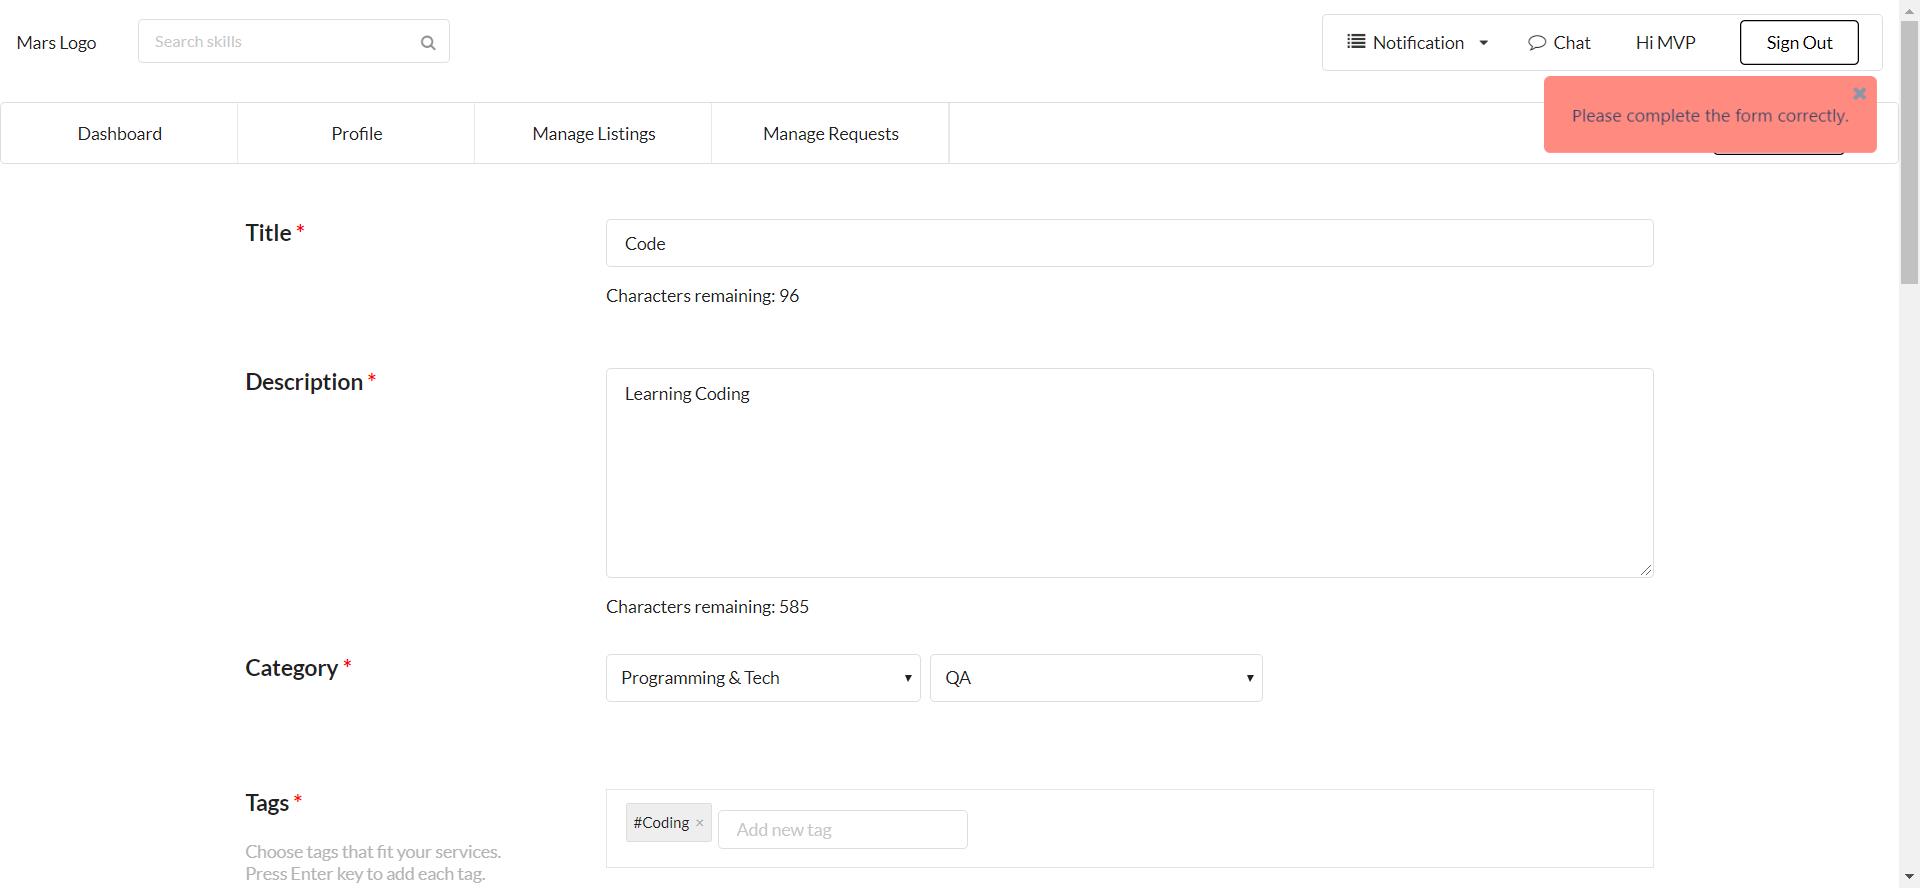 Mars Logo
Search skills
Notification
Chat
Hi MVP
Sign Out
Please complete the form correctly.
Dashboard
Profile
Manage Listings
Manage Requests
Title *
Code
Characters remaining: 96
Description *
Learning Coding
Characters remaining: 585
Category *
Programming & Tech
QA
Tags *
#Coding ×
Add new tag
Choose tags that fit your services.
Press Enter key to add each tag.